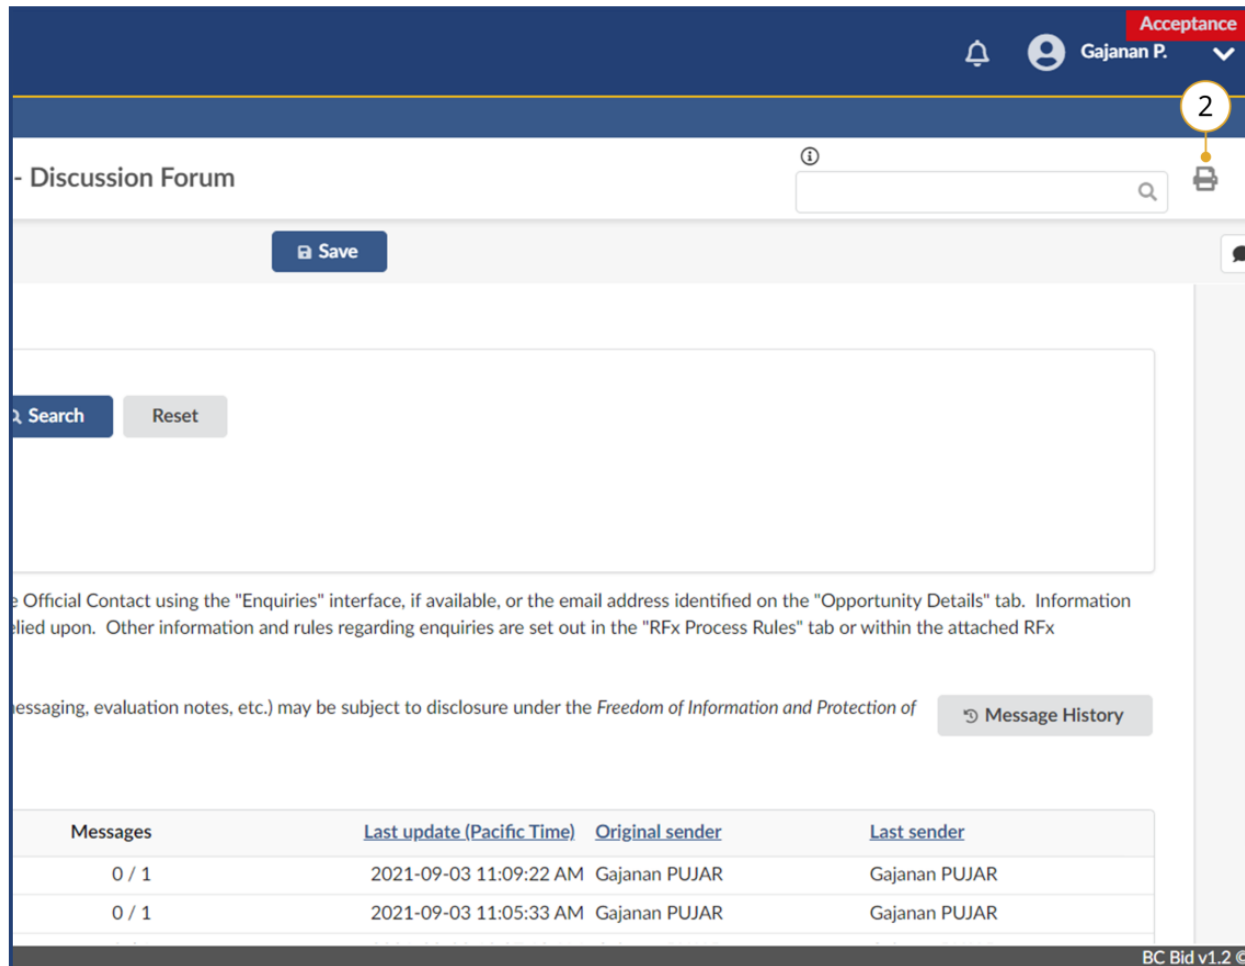 Acceptance
Gajanan P.
2
- Discussion Forum
Save
Search Reset
Official Contact using the "Enquiries" interface, if available, or the email address identified on the "Opportunity Details" tab. Information
upon. Other information and rules regarding enquiries are set out in the "RFx Process Rules" tab or within the attached RFx
evaluation notes, etc.) may be subject to disclosure under the Freedom of Information and Protection of
Message History
Messages Last update (Pacific Time) Original sender Last sender
0 / 1 2021-09-03 11:09:22 AM Gajanan PUJAR Gajanan PUJAR
0 / 1 2021-09-03 11:05:33 AM Gajanan PUJAR Gajanan PUJAR
BC Bid v1.2 ©